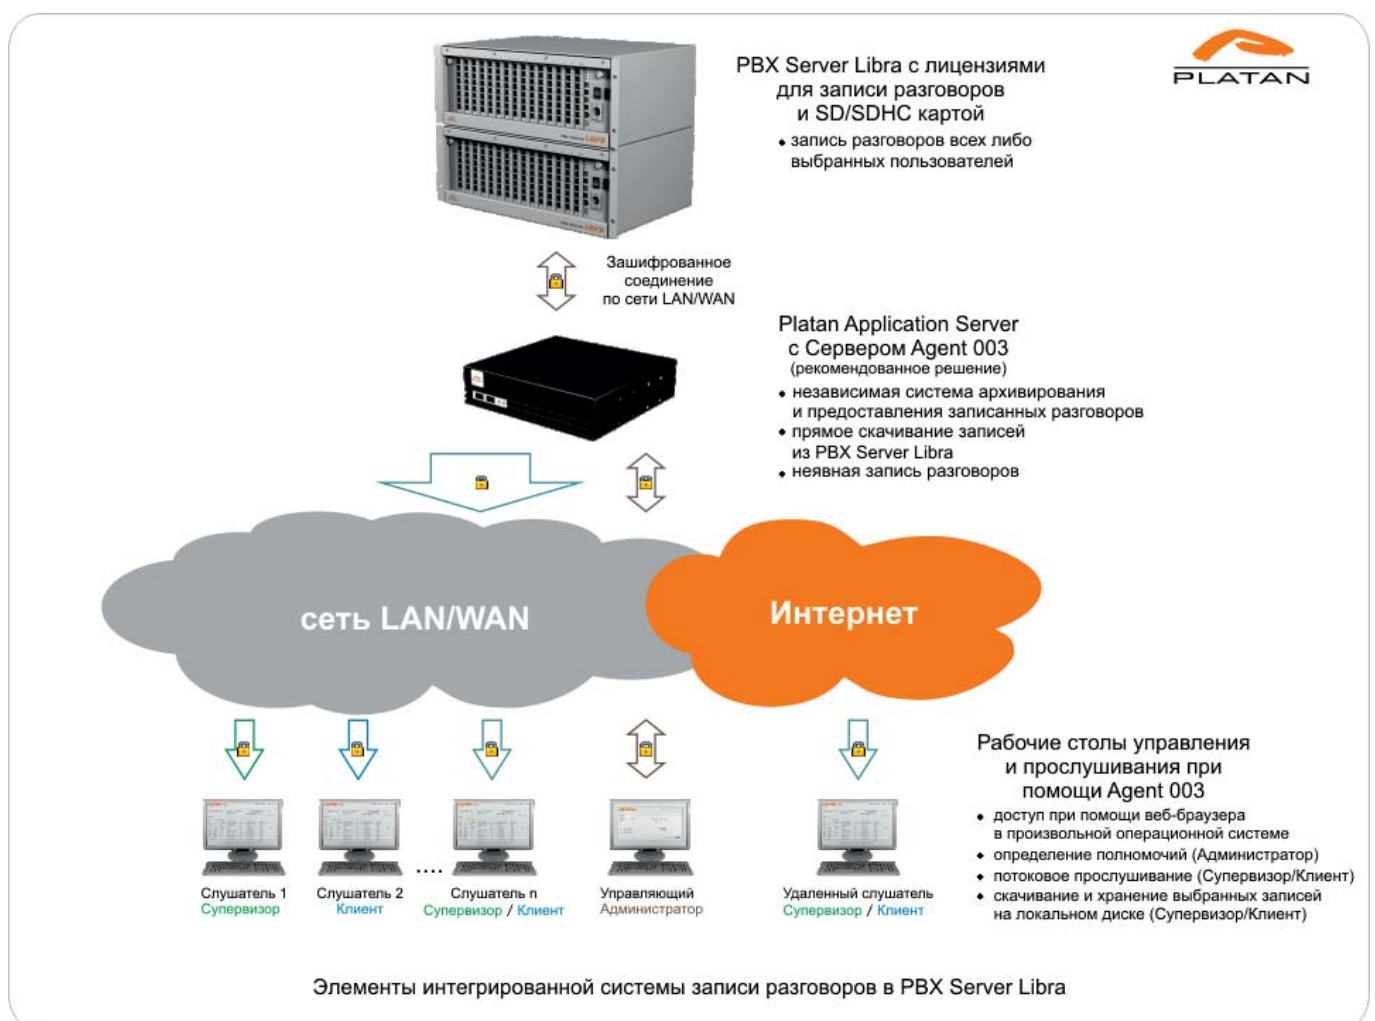 PBX Server Libra с лицензиями
для записи разговоров
и SD/SDHC картой
• запись разговоров всех либо
выбранных пользователей
PLATAN
Зашифрованное
соединение
по сети LAN/WAN
Platan Application Server
с Сервером Agent 003
(рекомендованное решение)
• независимая система архивирования
и предоставления записанных разговоров
• прямое скачивание записей
из PBX Server Libra
• неявная запись разговоров
сеть LAN/WAN
Интернет
Рабочие столы управления
и прослушивания при
помощи Agent 003
• доступ при помощи веб-браузера
в произвольной операционной системе
• определение полномочий (Администратор)
• потоковое прослушивание (Супервизор/Клиент)
• скачивание и хранение выбранных записей
на локальном диске (Супервизор/Клиент)
Слушатель 1
Супервизор
Слушатель 2
Клиент
....
Слушатель n
Супервизор / Клиент
Управляющий
Администратор
Удаленный слушатель
Супервизор / Клиент
Элементы интегрированной системы записи разговоров в PBX Server Libra